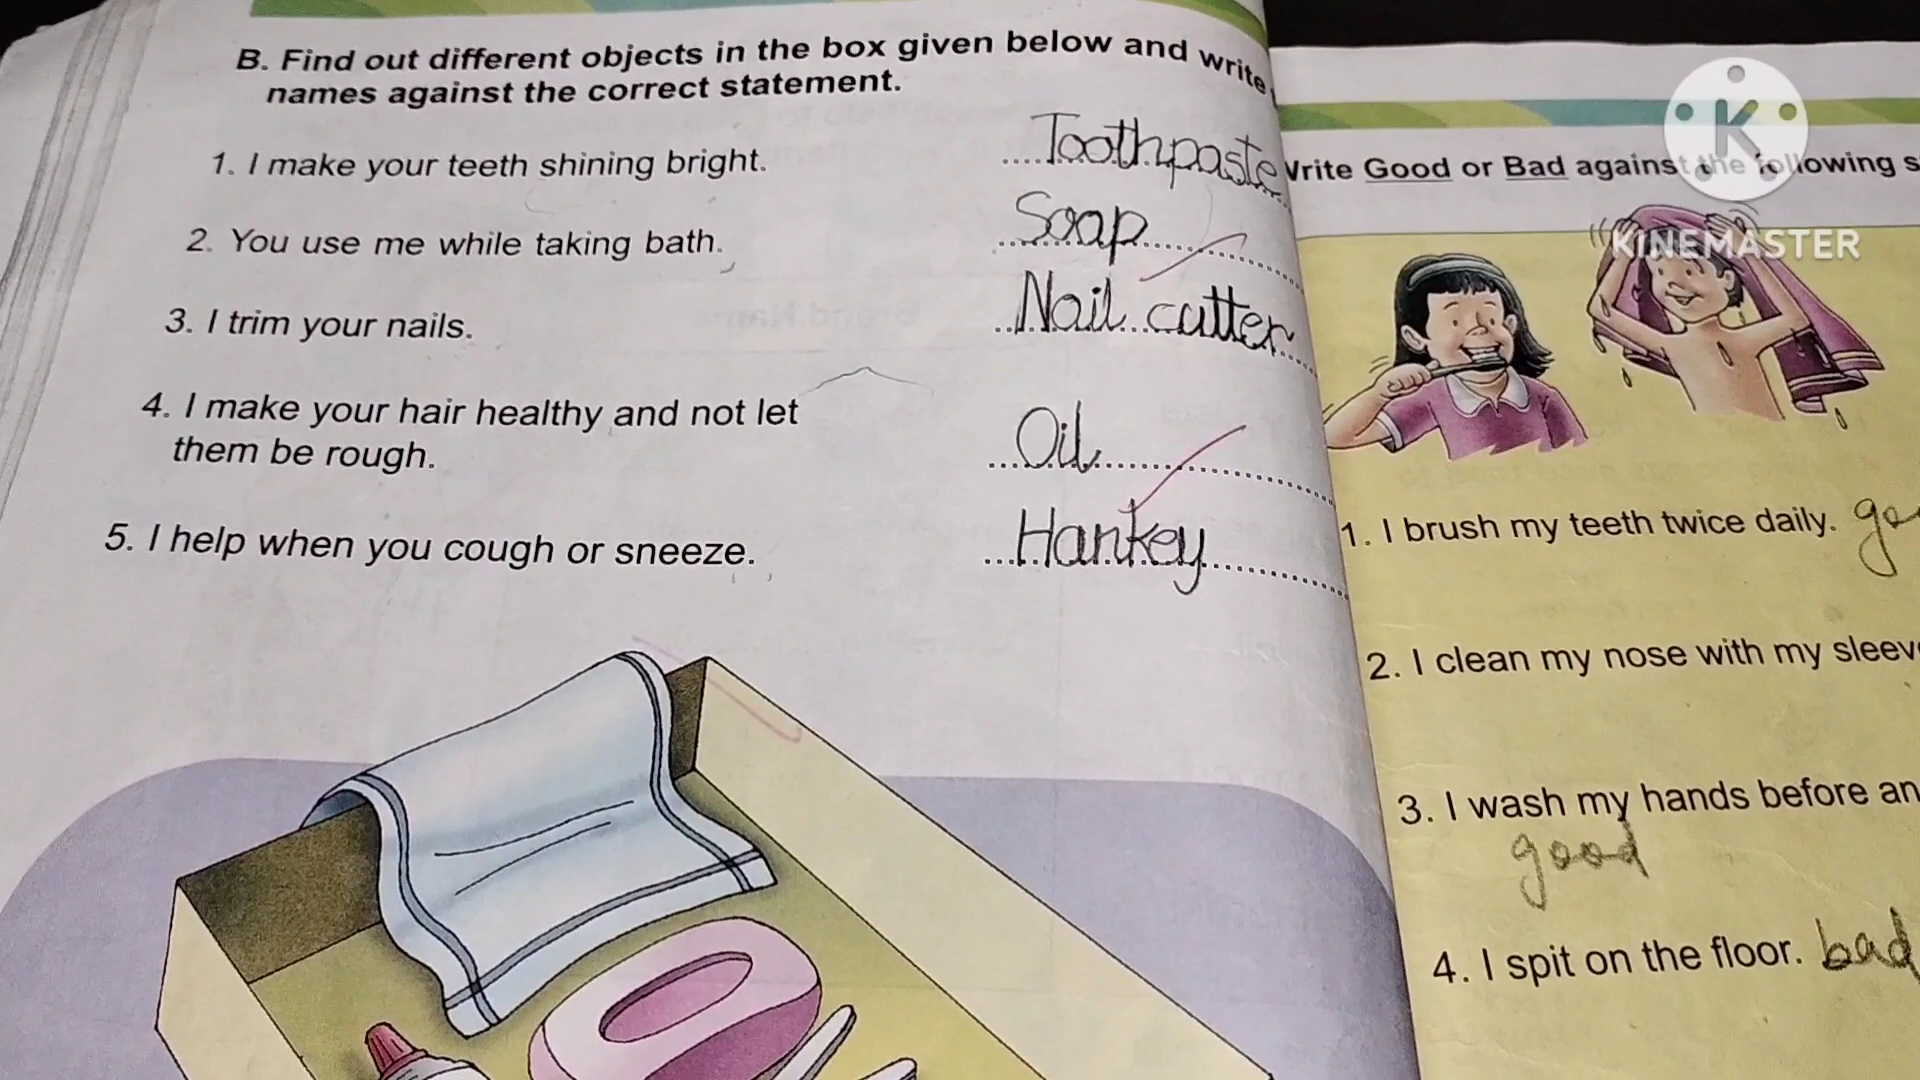 B. Find out different objects in the box given below and write
names against the correct statement.
1. I make your teeth shining bright. Toothpaste
2. You use me while taking bath. Soap
3. I trim your nails. Nail cutter
4. I make your hair healthy and not let
them be rough. Oil
5. I help when you cough or sneeze. Hankey
Write Good or Bad against the following s
K
KINEMASTER
1. I brush my teeth twice daily. goo
2. I clean my nose with my sleev
3. I wash my hands before an
good
4. I spit on the floor. bad